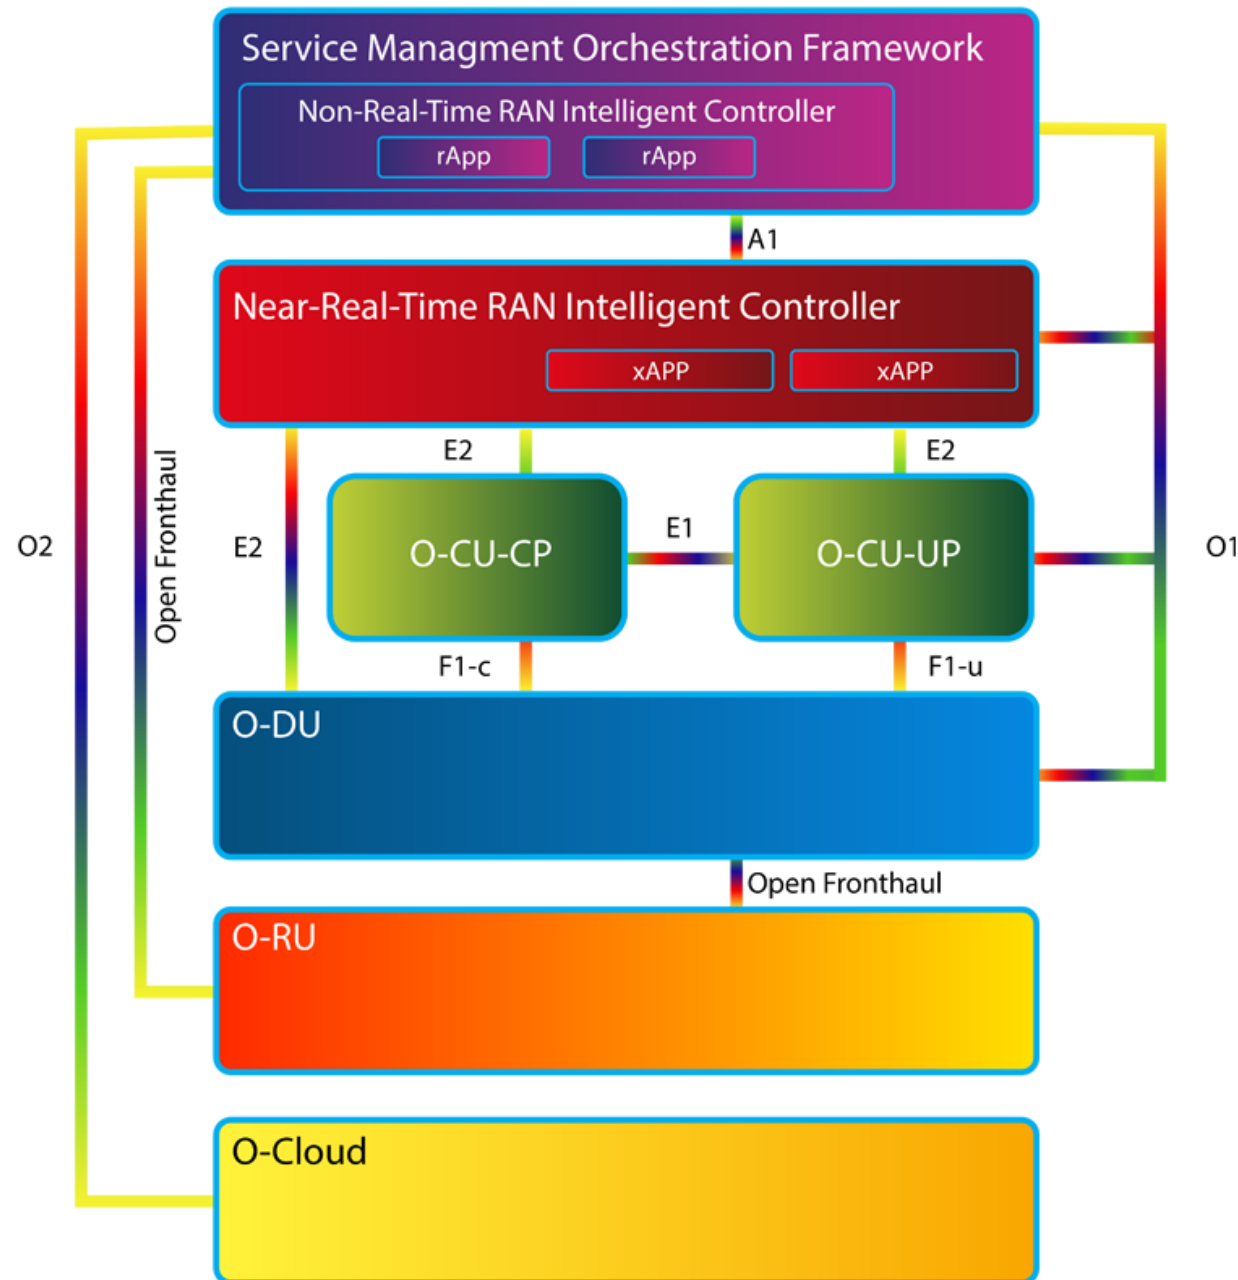 Service Managment Orchestration Framework
Non-Real-Time RAN Intelligent Controller
rApp
rApp
A1
Near-Real-Time RAN Intelligent Controller
xAPP
xAPP
E2
E2
O2
Open Fronthaul
E2
O-CU-CP
E1
O-CU-UP
O1
F1-c
F1-u
O-DU
Open Fronthaul
O-RU
O-Cloud